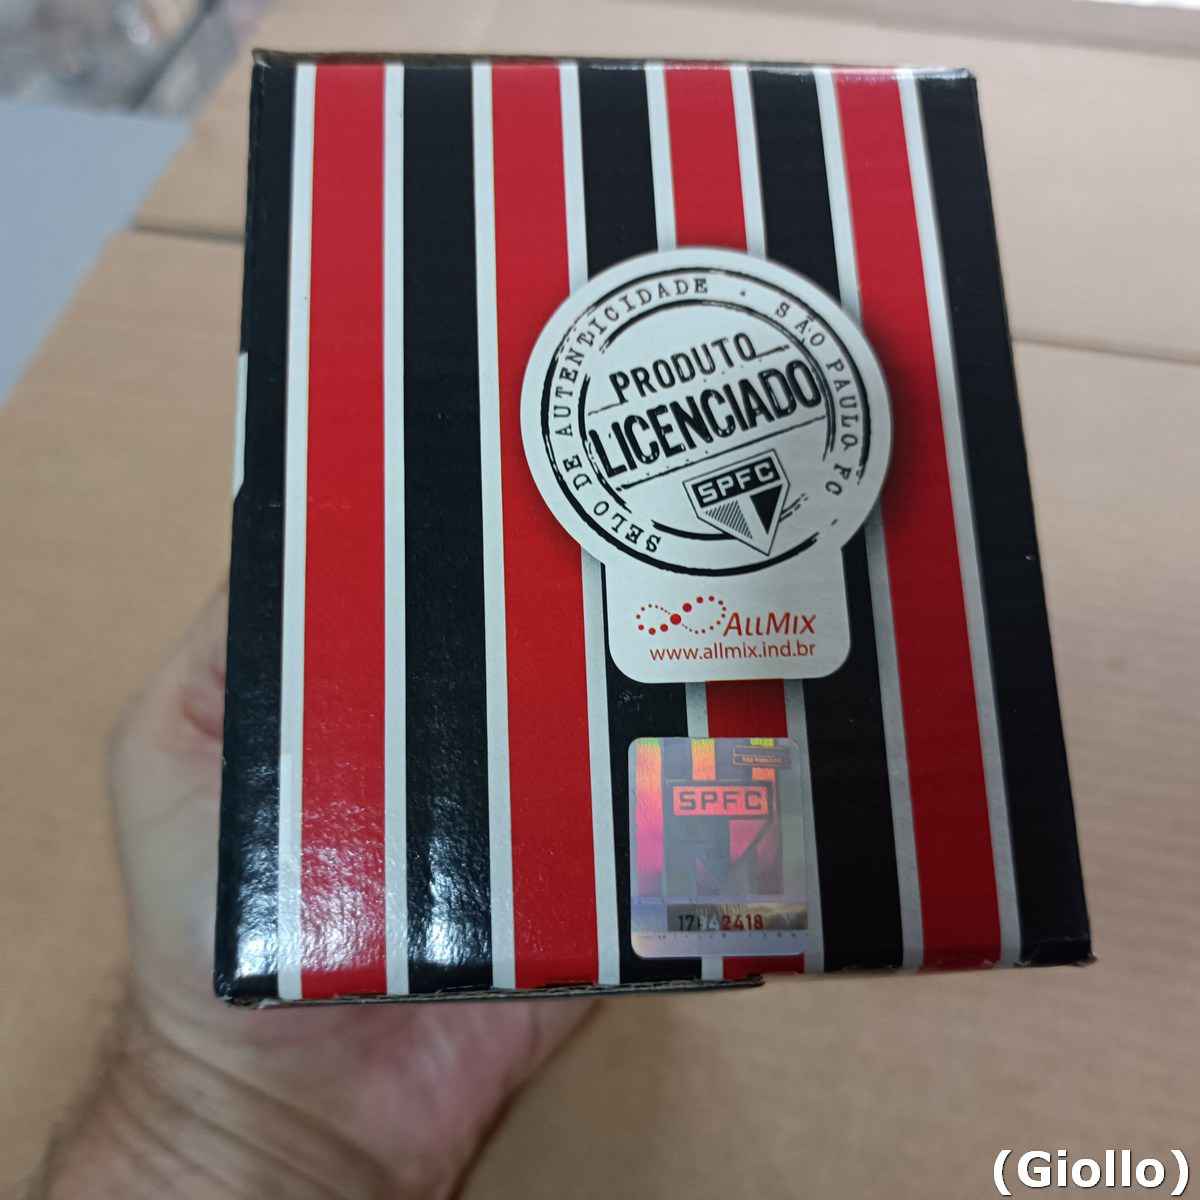 SELO DE AUTENTICIDADE · SÃO PAULO FC ·
PRODUTO
LICENCIADO
SPFC
ALLMIX
www.allmix.ind.br
SPFC
(Giollo)